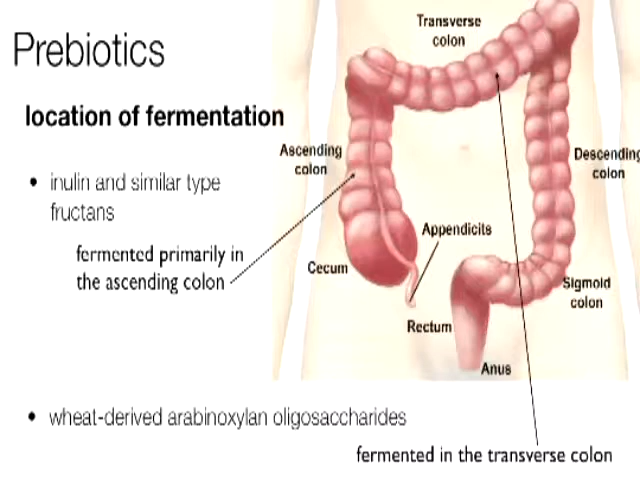 Prebiotics
location of fermentation
• inulin and similar type
fructans
fermented primarily in
the ascending colon
Transverse
colon
Ascending
colon
Descending
colon
Appendicits
Cecum
Sigmoid
colon
Rectum
Anus
• wheat-derived arabinoxylan oligosaccharides
fermented in the transverse colon